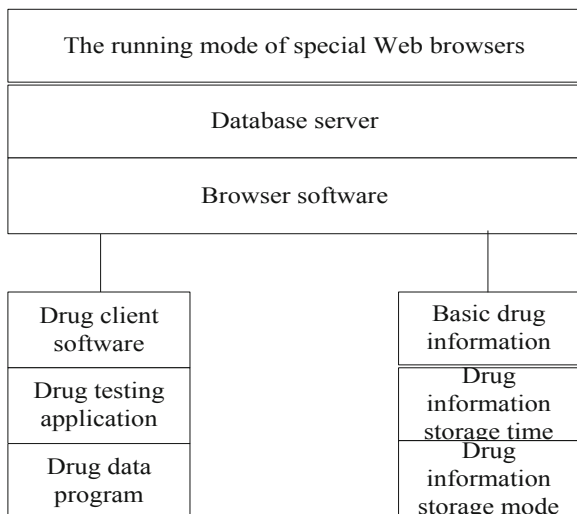 The running mode of special Web browsers
Database server
Browser software
Drug client
software
Drug testing
application
Drug data
program
Basic drug
information
Drug
information
storage time
Drug
information
storage mode